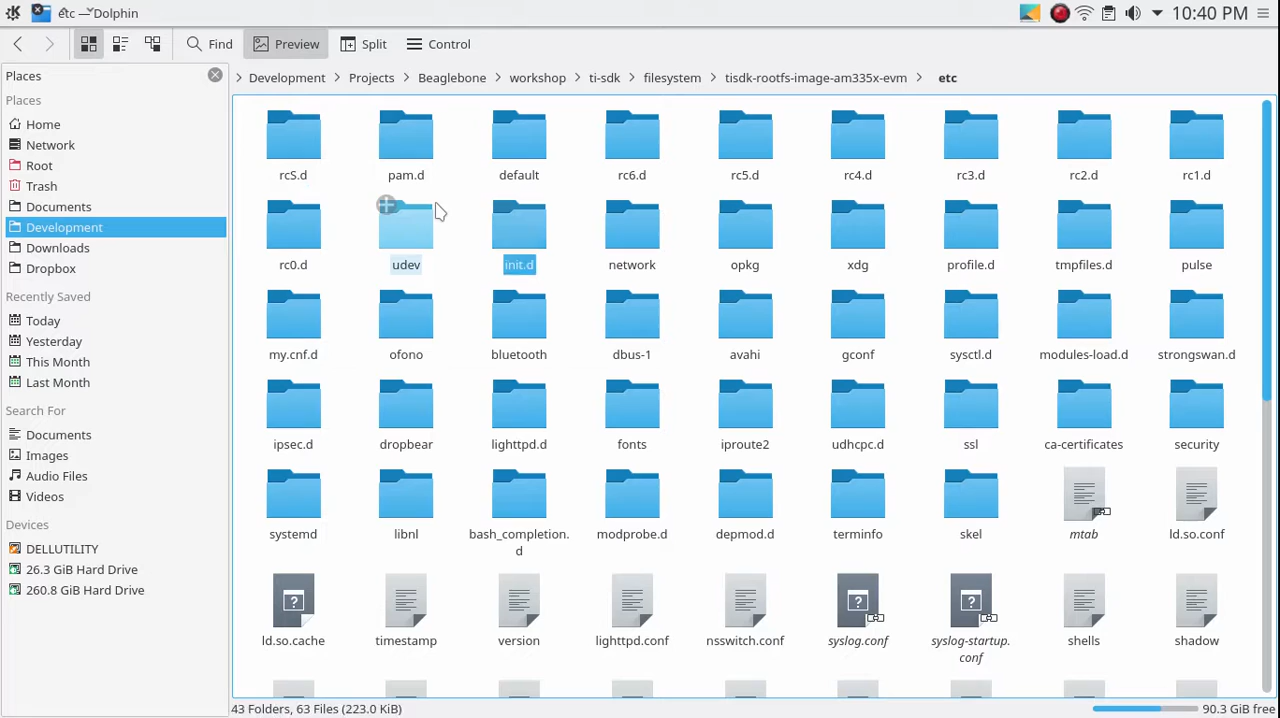 etc — Dolphin
10:40 PM
Find
Preview
Split
Control
Places
Development
Projects
Beaglebone
workshop
ti-sdk
filesystem
tisdk-rootfs-image-am335x-evm
etc
Places
Home
Network
Root
Trash
Documents
Development
Downloads
Dropbox
Recently Saved
Today
Yesterday
This Month
Last Month
Search For
Documents
Images
Audio Files
Videos
Devices
DELLUTILITY
26.3 GiB Hard Drive
260.8 GiB Hard Drive
rcS.d
pam.d
default
rc6.d
rc5.d
rc4.d
rc3.d
rc2.d
rc1.d
rc0.d
udev
init.d
network
opkg
xdg
profile.d
tmpfiles.d
pulse
my.cnf.d
ofono
bluetooth
dbus-1
avahi
gconf
sysctl.d
modules-load.d
strongswan.d
ipsec.d
dropbear
lighttpd.d
fonts
iproute2
udhcpc.d
ssl
ca-certificates
security
systemd
libnl
bash_completion.
d
modprobe.d
depmod.d
terminfo
skel
mtab
ld.so.conf
ld.so.cache
timestamp
version
lighttpd.conf
nsswitch.conf
syslog.conf
syslog-startup.
conf
shells
shadow
43 Folders, 63 Files (223.0 KiB)
90.3 GiB free